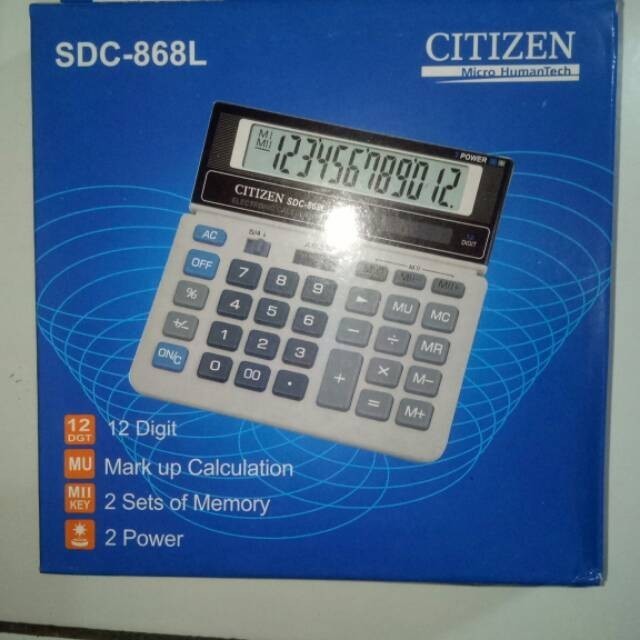 SDC-868L
CITIZEN
Micro HumanTech
MI
MII
POWER
123456789012
CITIZEN SDC-868L
12
DIGIT
AC
5/4
OFF
7 8 9
% 4 5 6 ► MU MC
+/− 1 2 3 − ÷ MR
ON/C 0 00 . + × M−
= M+
12
DGT
12 Digit
MU
Mark up Calculation
MII
KEY
2 Sets of Memory
2 Power